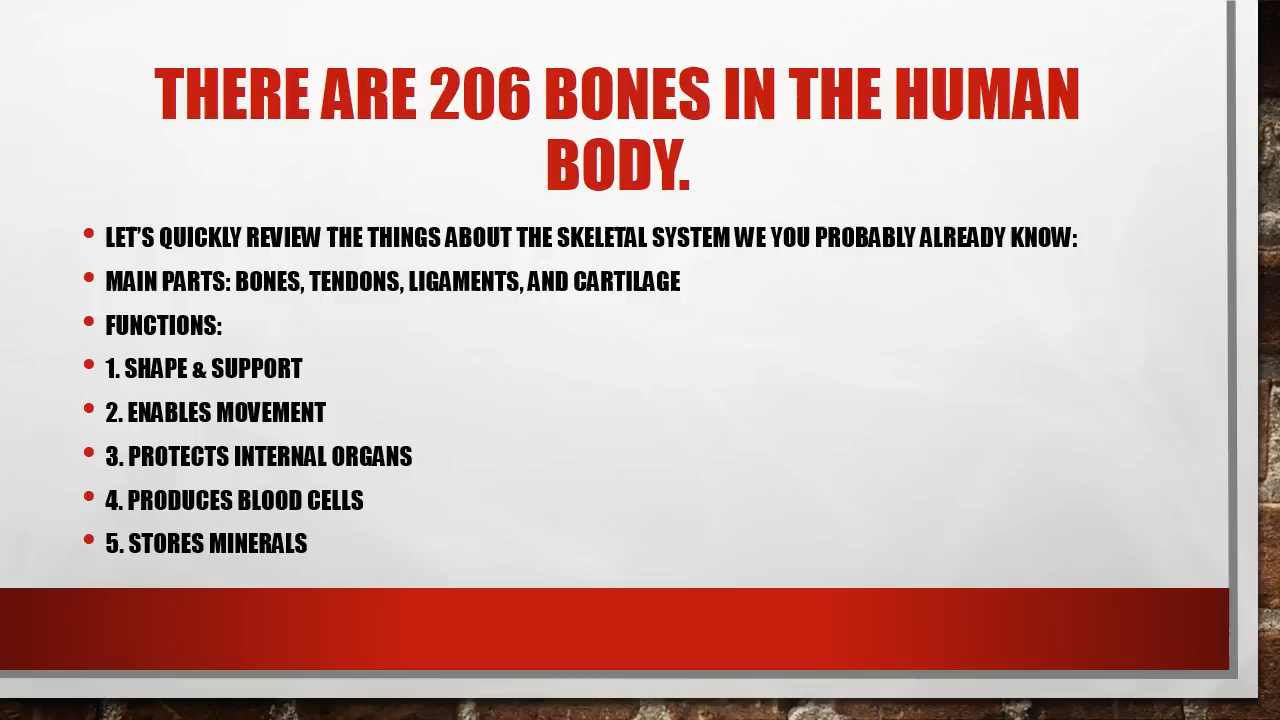 THERE ARE 206 BONES IN THE HUMAN
BODY.
• LET'S QUICKLY REVIEW THE THINGS ABOUT THE SKELETAL SYSTEM WE YOU PROBABLY ALREADY KNOW:
• MAIN PARTS: BONES, TENDONS, LIGAMENTS, AND CARTILAGE
• FUNCTIONS:
• 1. SHAPE & SUPPORT
• 2. ENABLES MOVEMENT
• 3. PROTECTS INTERNAL ORGANS
• 4. PRODUCES BLOOD CELLS
• 5. STORES MINERALS